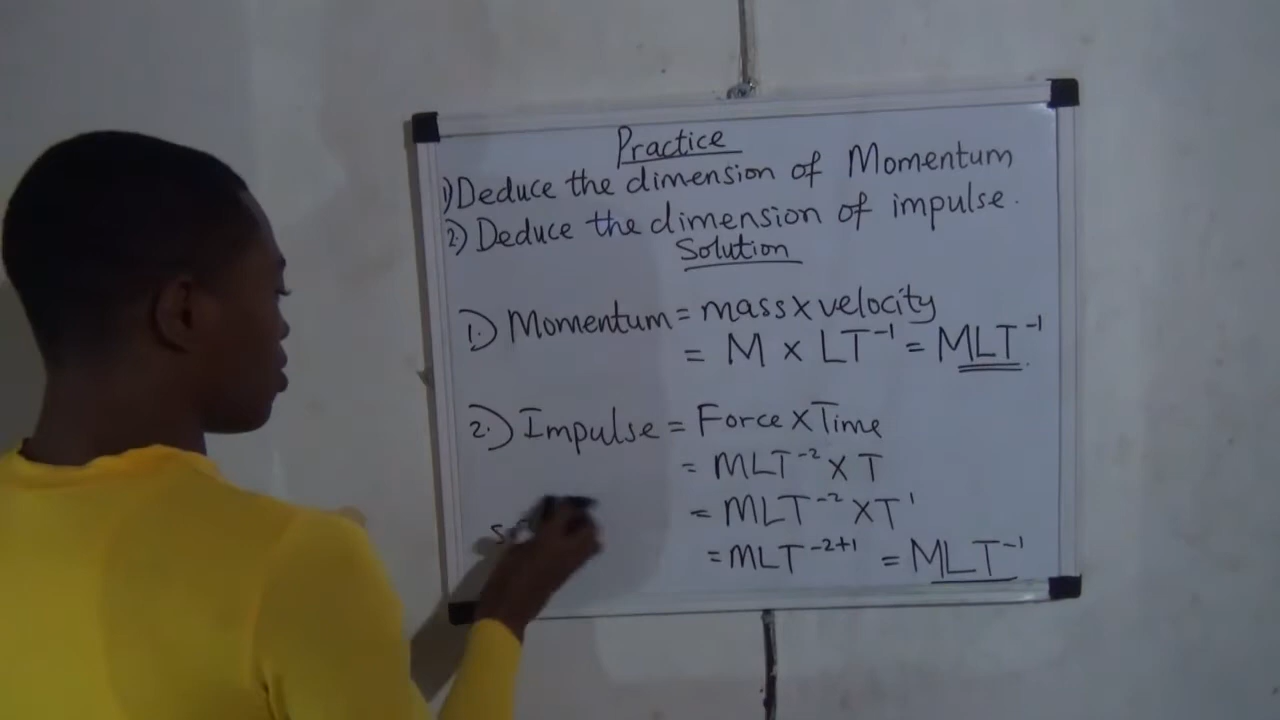 Practice
1) Deduce the dimension of Momentum
2.) Deduce the dimension of impulse.
Solution
1.) Momentum = mass x velocity
= M x LT⁻¹ = MLT⁻¹
2.) Impulse = Force x Time
= MLT⁻² x T
= MLT⁻² x T¹
= MLT⁻²⁺¹ = MLT⁻¹